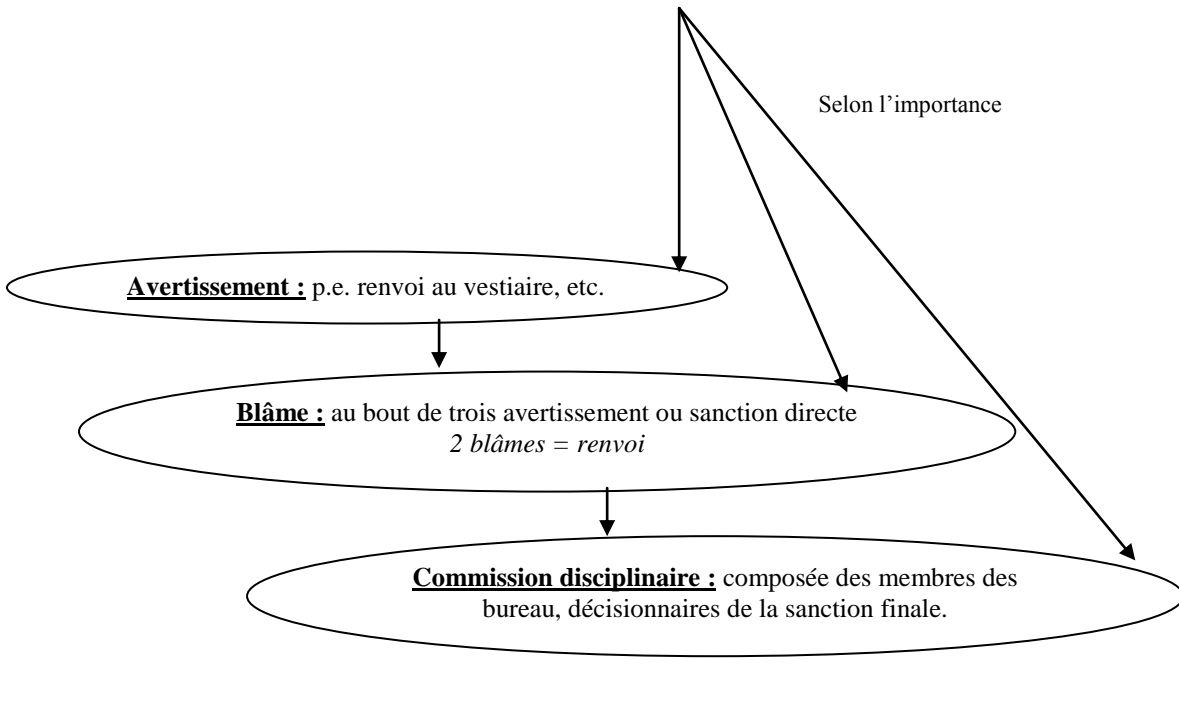 Selon l’importance
Avertissement : p.e. renvoi au vestiaire, etc.
Blâme : au bout de trois avertissement ou sanction directe
2 blâmes = renvoi
Commission disciplinaire : composée des membres des
bureau, décisionnaires de la sanction finale.